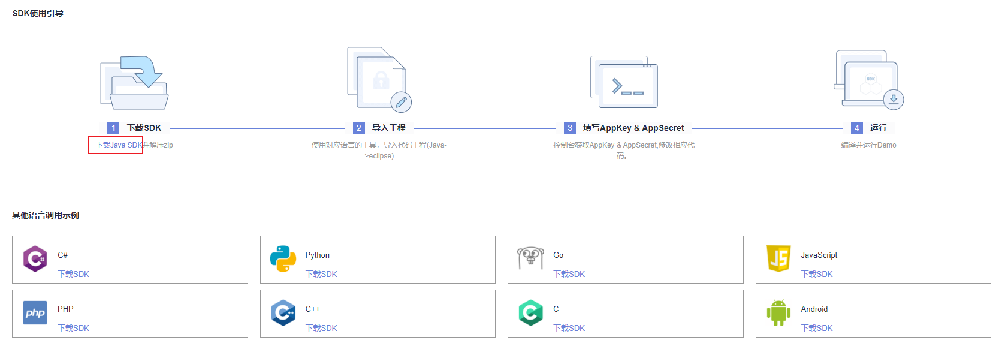 SDK使用引导
SDK
1 下载SDK
2 导入工程
3 填写AppKey & AppSecret
4 运行
下载Java SDK并解压zip
使用对应语言的工具，导入代码工程(Java-
>eclipse)
控制台获取AppKey & AppSecret,修改相应代
码。
编译并运行Demo
其他语言调用示例
C#
下载SDK
Python
下载SDK
Go
下载SDK
JS
JavaScript
下载SDK
php
PHP
下载SDK
C++
下载SDK
C
下载SDK
Android
下载SDK